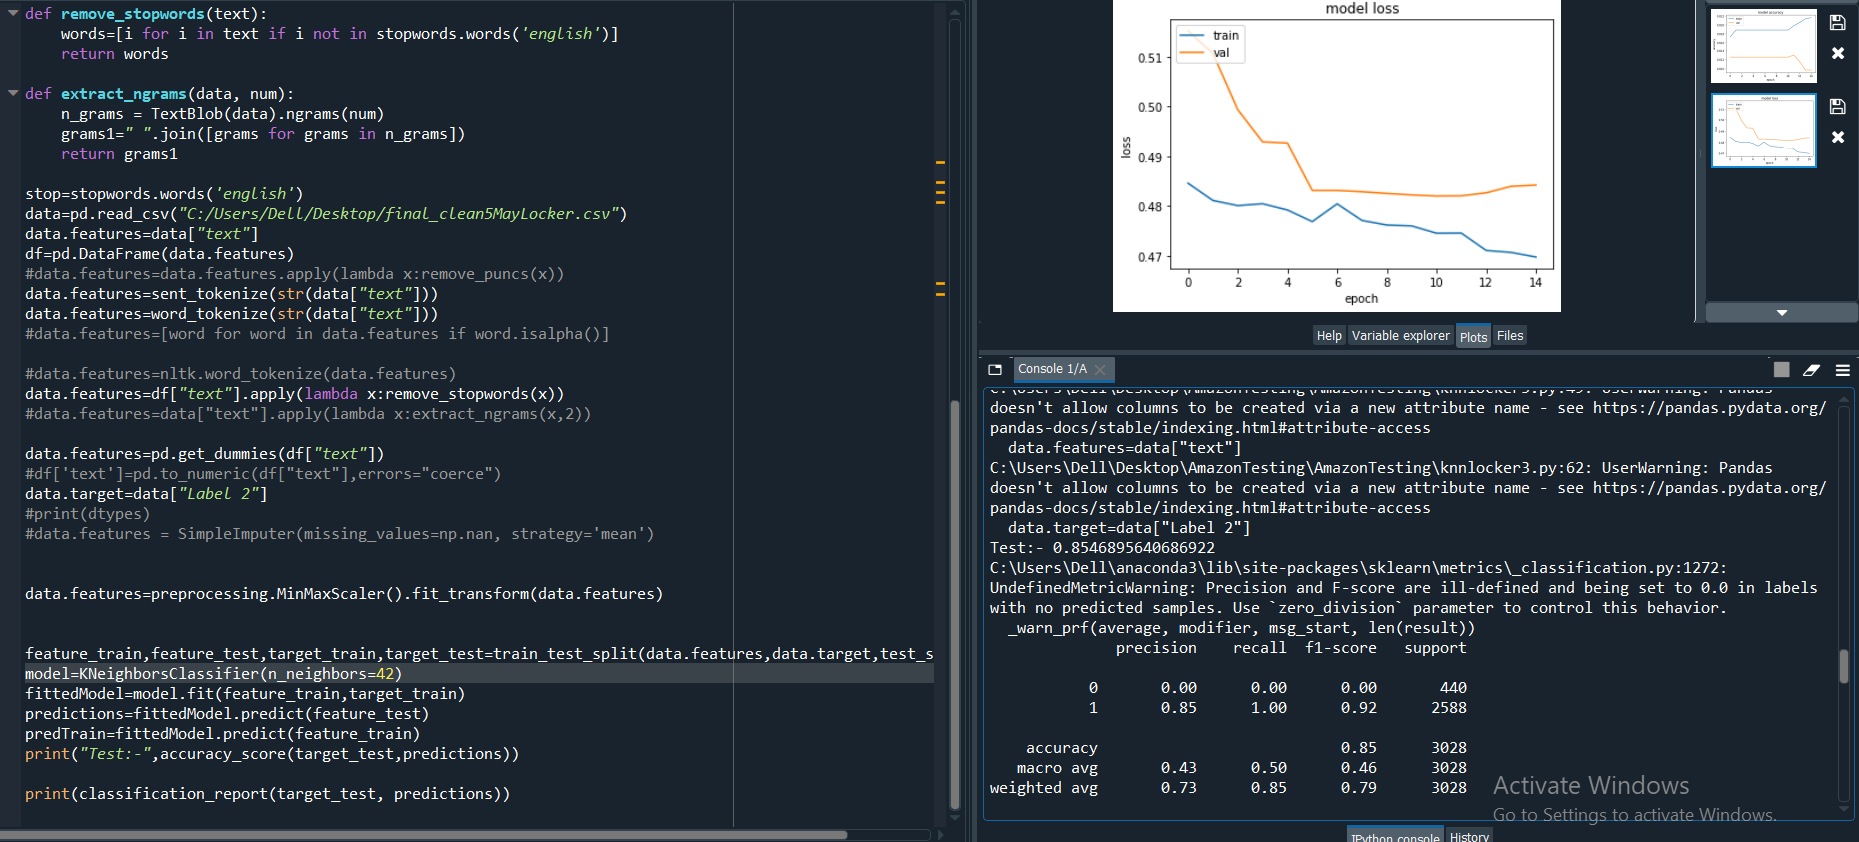 def remove_stopwords(text):
words=[i for i in text if i not in stopwords.words('english')]
return words
def extract_ngrams(data, num):
n_grams = TextBlob(data).ngrams(num)
grams1=" ".join([grams for grams in n_grams])
return grams1
stop=stopwords.words('english')
data=pd.read_csv("C:/Users/Dell/Desktop/final_clean5MayLocker.csv")
data.features=data["text"]
df=pd.DataFrame(data.features)
#data.features=data.features.apply(lambda x:remove_puncs(x))
data.features=sent_tokenize(str(data["text"]))
data.features=word_tokenize(str(data["text"]))
#data.features=[word for word in data.features if word.isalpha()]
#data.features=nltk.word_tokenize(data.features)
data.features=df["text"].apply(lambda x:remove_stopwords(x))
#data.features=data["text"].apply(lambda x:extract_ngrams(x,2))
data.features=pd.get_dummies(df["text"])
#df['text']=pd.to_numeric(df["text"],errors="coerce")
data.target=data["Label 2"]
#print(dtypes)
#data.features = SimpleImputer(missing_values=np.nan, strategy='mean')
data.features=preprocessing.MinMaxScaler().fit_transform(data.features)
feature_train,feature_test,target_train,target_test=train_test_split(data.features,data.target,test_s
model=KNeighborsClassifier(n_neighbors=42)
fittedModel=model.fit(feature_train,target_train)
predictions=fittedModel.predict(feature_test)
predTrain=fittedModel.predict(feature_train)
print("Test:-",accuracy_score(target_test,predictions))
print(classification_report(target_test, predictions))
model loss
train
val
0.51
0.50
0.49
0.48
0.47
loss
0 2 4 6 8 10 12 14
epoch
Help Variable explorer Plots Files
Console 1/A
C:\Users\Dell\Desktop\AmazonTesting\AmazonTesting\knnlocker3.py:49: UserWarning: Pandas
doesn't allow columns to be created via a new attribute name - see https://pandas.pydata.org/
pandas-docs/stable/indexing.html#attribute-access
data.features=data["text"]
C:\Users\Dell\Desktop\AmazonTesting\AmazonTesting\knnlocker3.py:62: UserWarning: Pandas
doesn't allow columns to be created via a new attribute name - see https://pandas.pydata.org/
pandas-docs/stable/indexing.html#attribute-access
data.target=data["Label 2"]
Test:- 0.8546895640686922
C:\Users\Dell\anaconda3\lib\site-packages\sklearn\metrics\_classification.py:1272:
UndefinedMetricWarning: Precision and F-score are ill-defined and being set to 0.0 in labels
with no predicted samples. Use `zero_division` parameter to control this behavior.
_warn_prf(average, modifier, msg_start, len(result))
precision recall f1-score support
0 0.00 0.00 0.00 440
1 0.85 1.00 0.92 2588
accuracy 0.85 3028
macro avg 0.43 0.50 0.46 3028
weighted avg 0.73 0.85 0.79 3028
Activate Windows
Go to Settings to activate Windows.
IPython console History